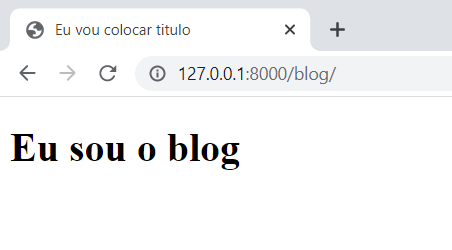 Eu vou colocar titulo
127.0.0.1:8000/blog/
Eu sou o blog